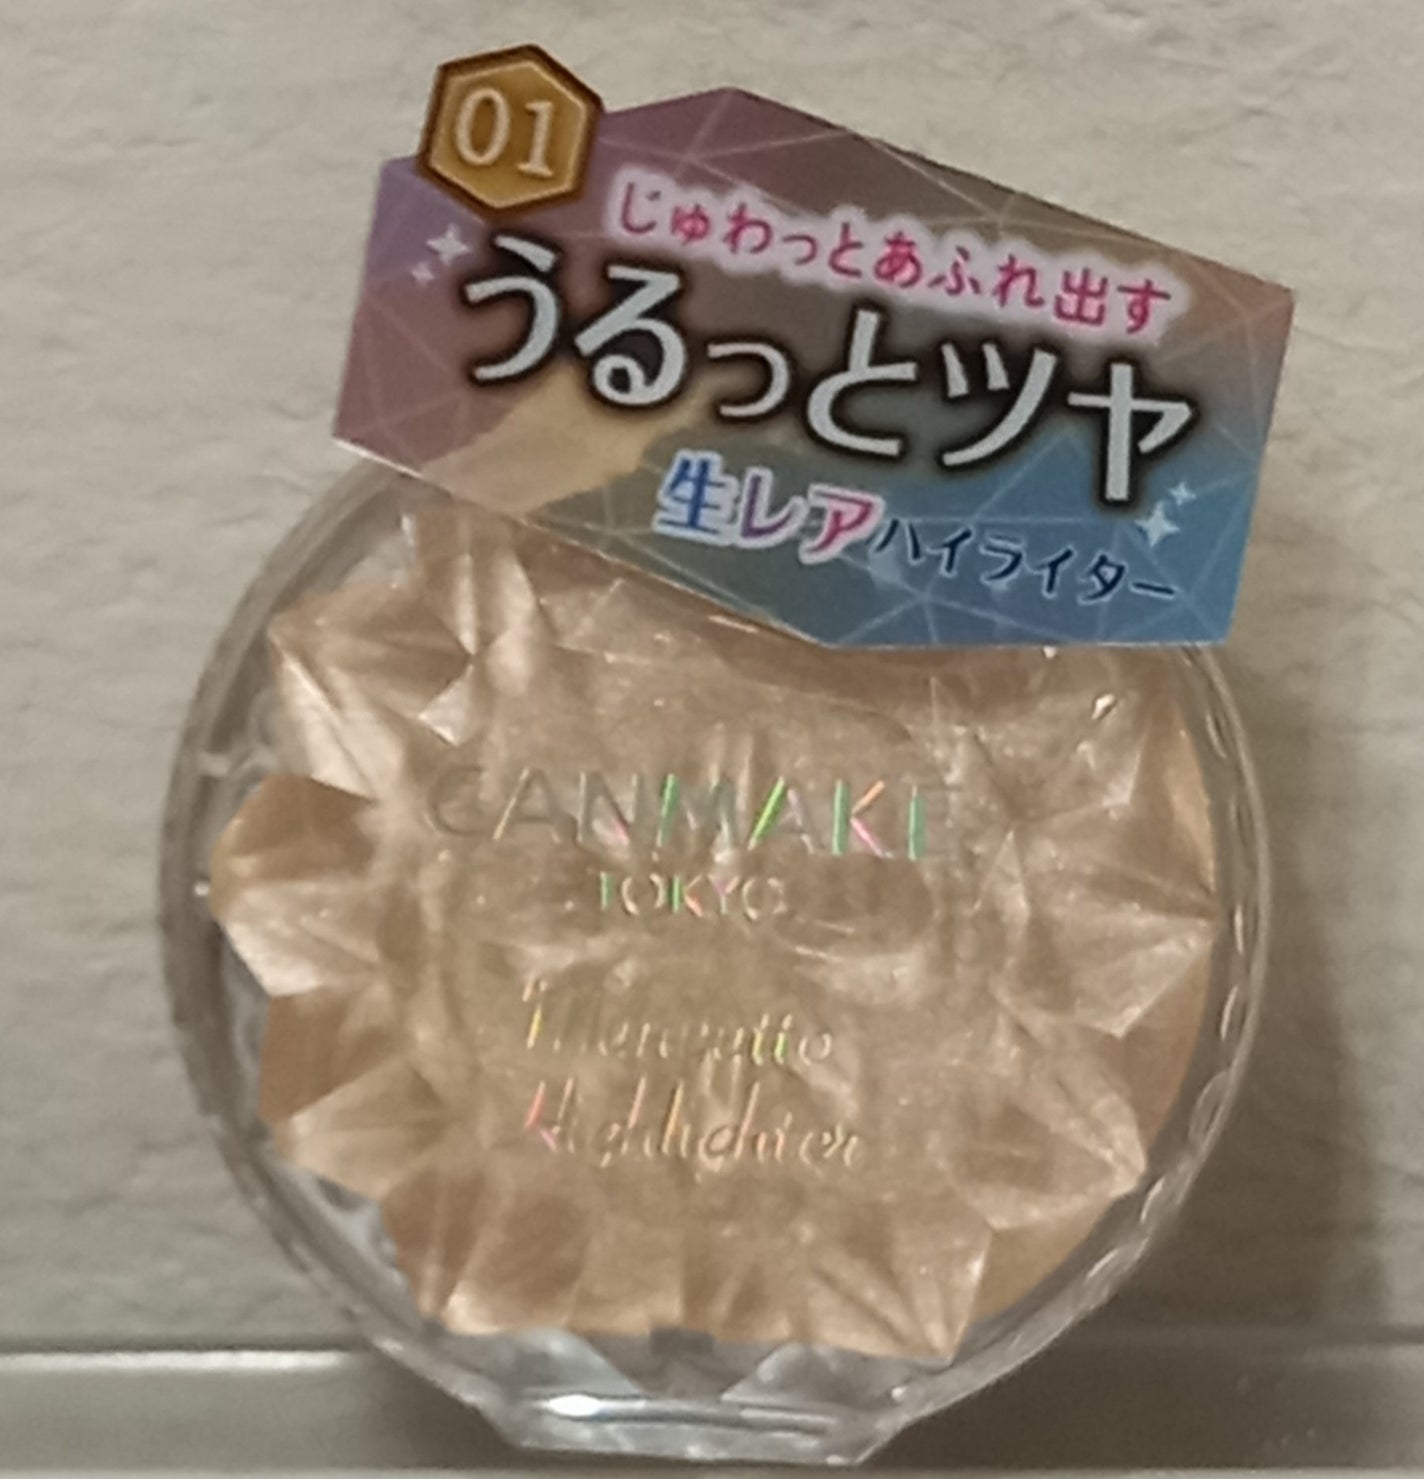 01
じゅわっとあふれ出す
うるっとツヤ
生レアハイライター
CANMAKE
TOKYO
Highlighter